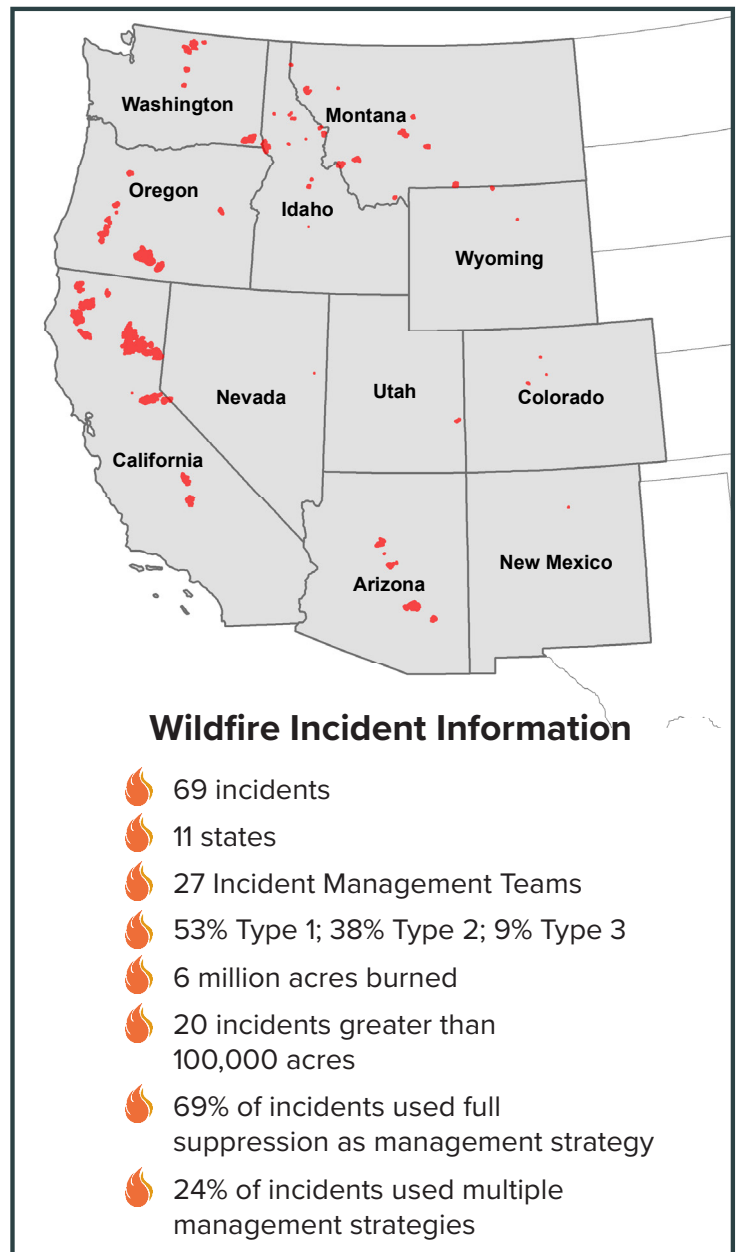 Washington
Montana
Oregon
Idaho
Wyoming
Nevada
Utah
Colorado
California
Arizona
New Mexico
Wildfire Incident Information
69 incidents
11 states
27 Incident Management Teams
53% Type 1; 38% Type 2; 9% Type 3
6 million acres burned
20 incidents greater than
100,000 acres
69% of incidents used full
suppression as management strategy
24% of incidents used multiple
management strategies